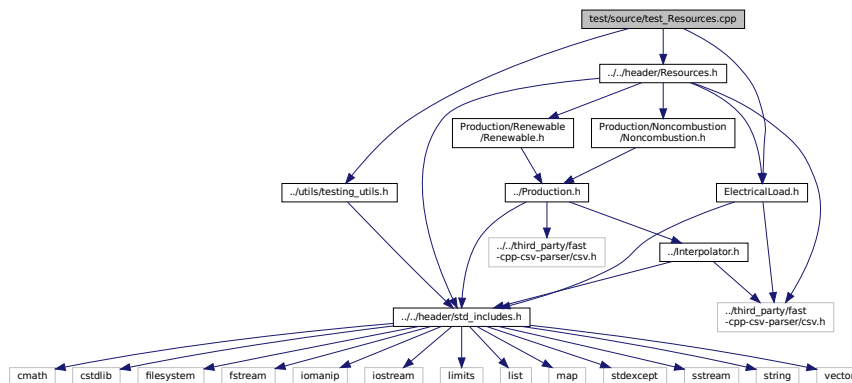 test/source/test_Resources.cpp
../../header/Resources.h
Production/Renewable
/Renewable.h
Production/Noncombustion
/Noncombustion.h
../utils/testing_utils.h
../Production.h
ElectricalLoad.h
../../third_party/fast
-cpp-csv-parser/csv.h
../Interpolator.h
../third_party/fast
-cpp-csv-parser/csv.h
../../header/std_includes.h
cmath
cstdlib
filesystem
fstream
iomanip
iostream
limits
list
map
stdexcept
sstream
string
vector